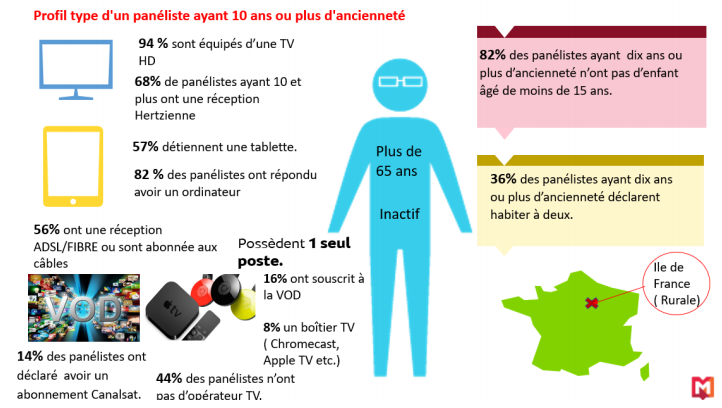 Profil type d'un panéliste ayant 10 ans ou plus d'ancienneté
94 % sont équipés d'une TV
HD
68% de panélistes ayant 10 et
plus ont une réception
Hertzienne
57% détiennent une tablette.
82 % des panélistes ont répondu
avoir un ordinateur
56% ont une réception
ADSL/FIBRE ou sont abonnée aux
câbles
Possèdent 1 seul
poste.
16% ont souscrit à
la VOD
8% un boîtier TV
( Chromecast,
Apple TV etc.)
VOD
tv
14% des panélistes ont
déclaré avoir un
abonnement Canalsat.
44% des panélistes n'ont
pas d'opérateur TV.
Plus de
65 ans
Inactif
82% des panélistes ayant dix ans ou
plus d'ancienneté n'ont pas d'enfant
âgé de moins de 15 ans.
36% des panélistes ayant dix ans
ou plus d'ancienneté déclarent
habiter à deux.
Ile de
France
( Rurale)
M